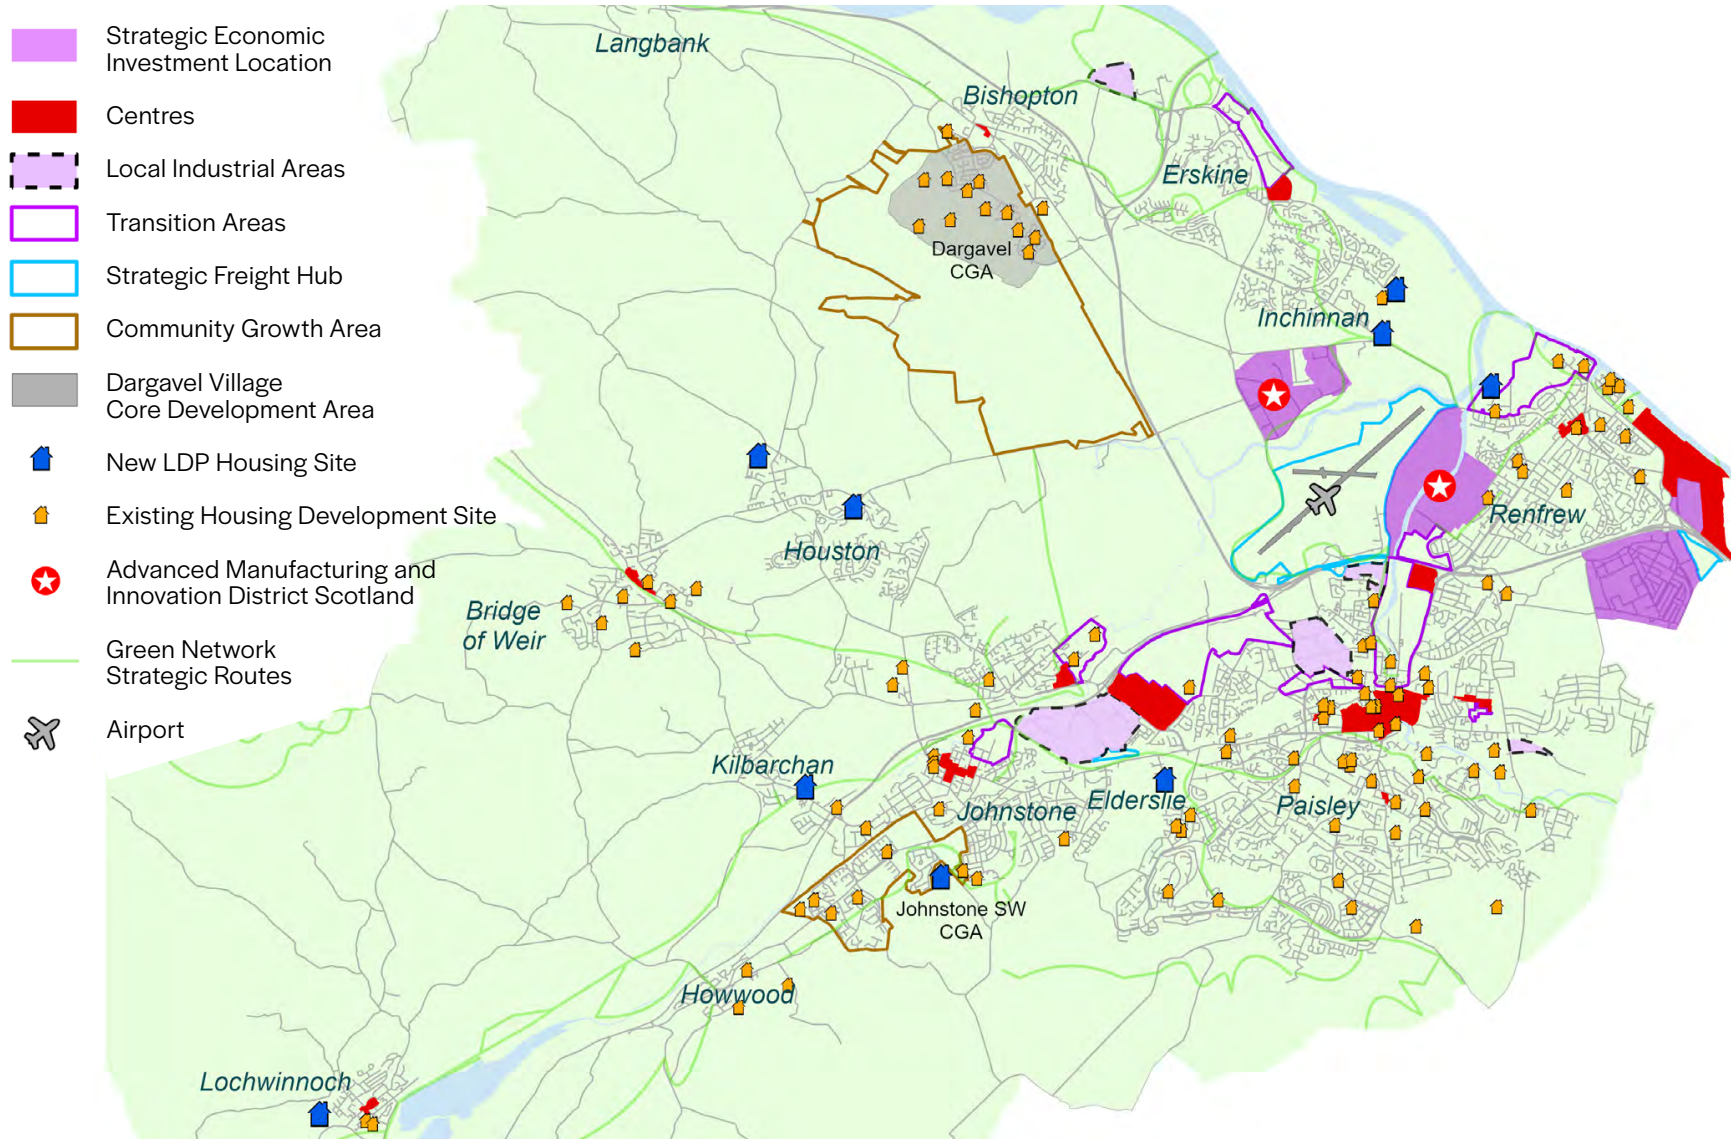 Strategic Economic
Investment Location
Centres
Local Industrial Areas
Transition Areas
Strategic Freight Hub
Community Growth Area
Dargavel Village
Core Development Area
New LDP Housing Site
Existing Housing Development Site
Advanced Manufacturing and
Innovation District Scotland
Green Network
Strategic Routes
Airport
Langbank
Bishopton
Erskine
Dargavel
CGA
Inchinnan
Renfrew
Houston
Bridge
of Weir
Kilbarchan
Johnstone
Elderslie
Paisley
Johnstone SW
CGA
Howwood
Lochwinnoch